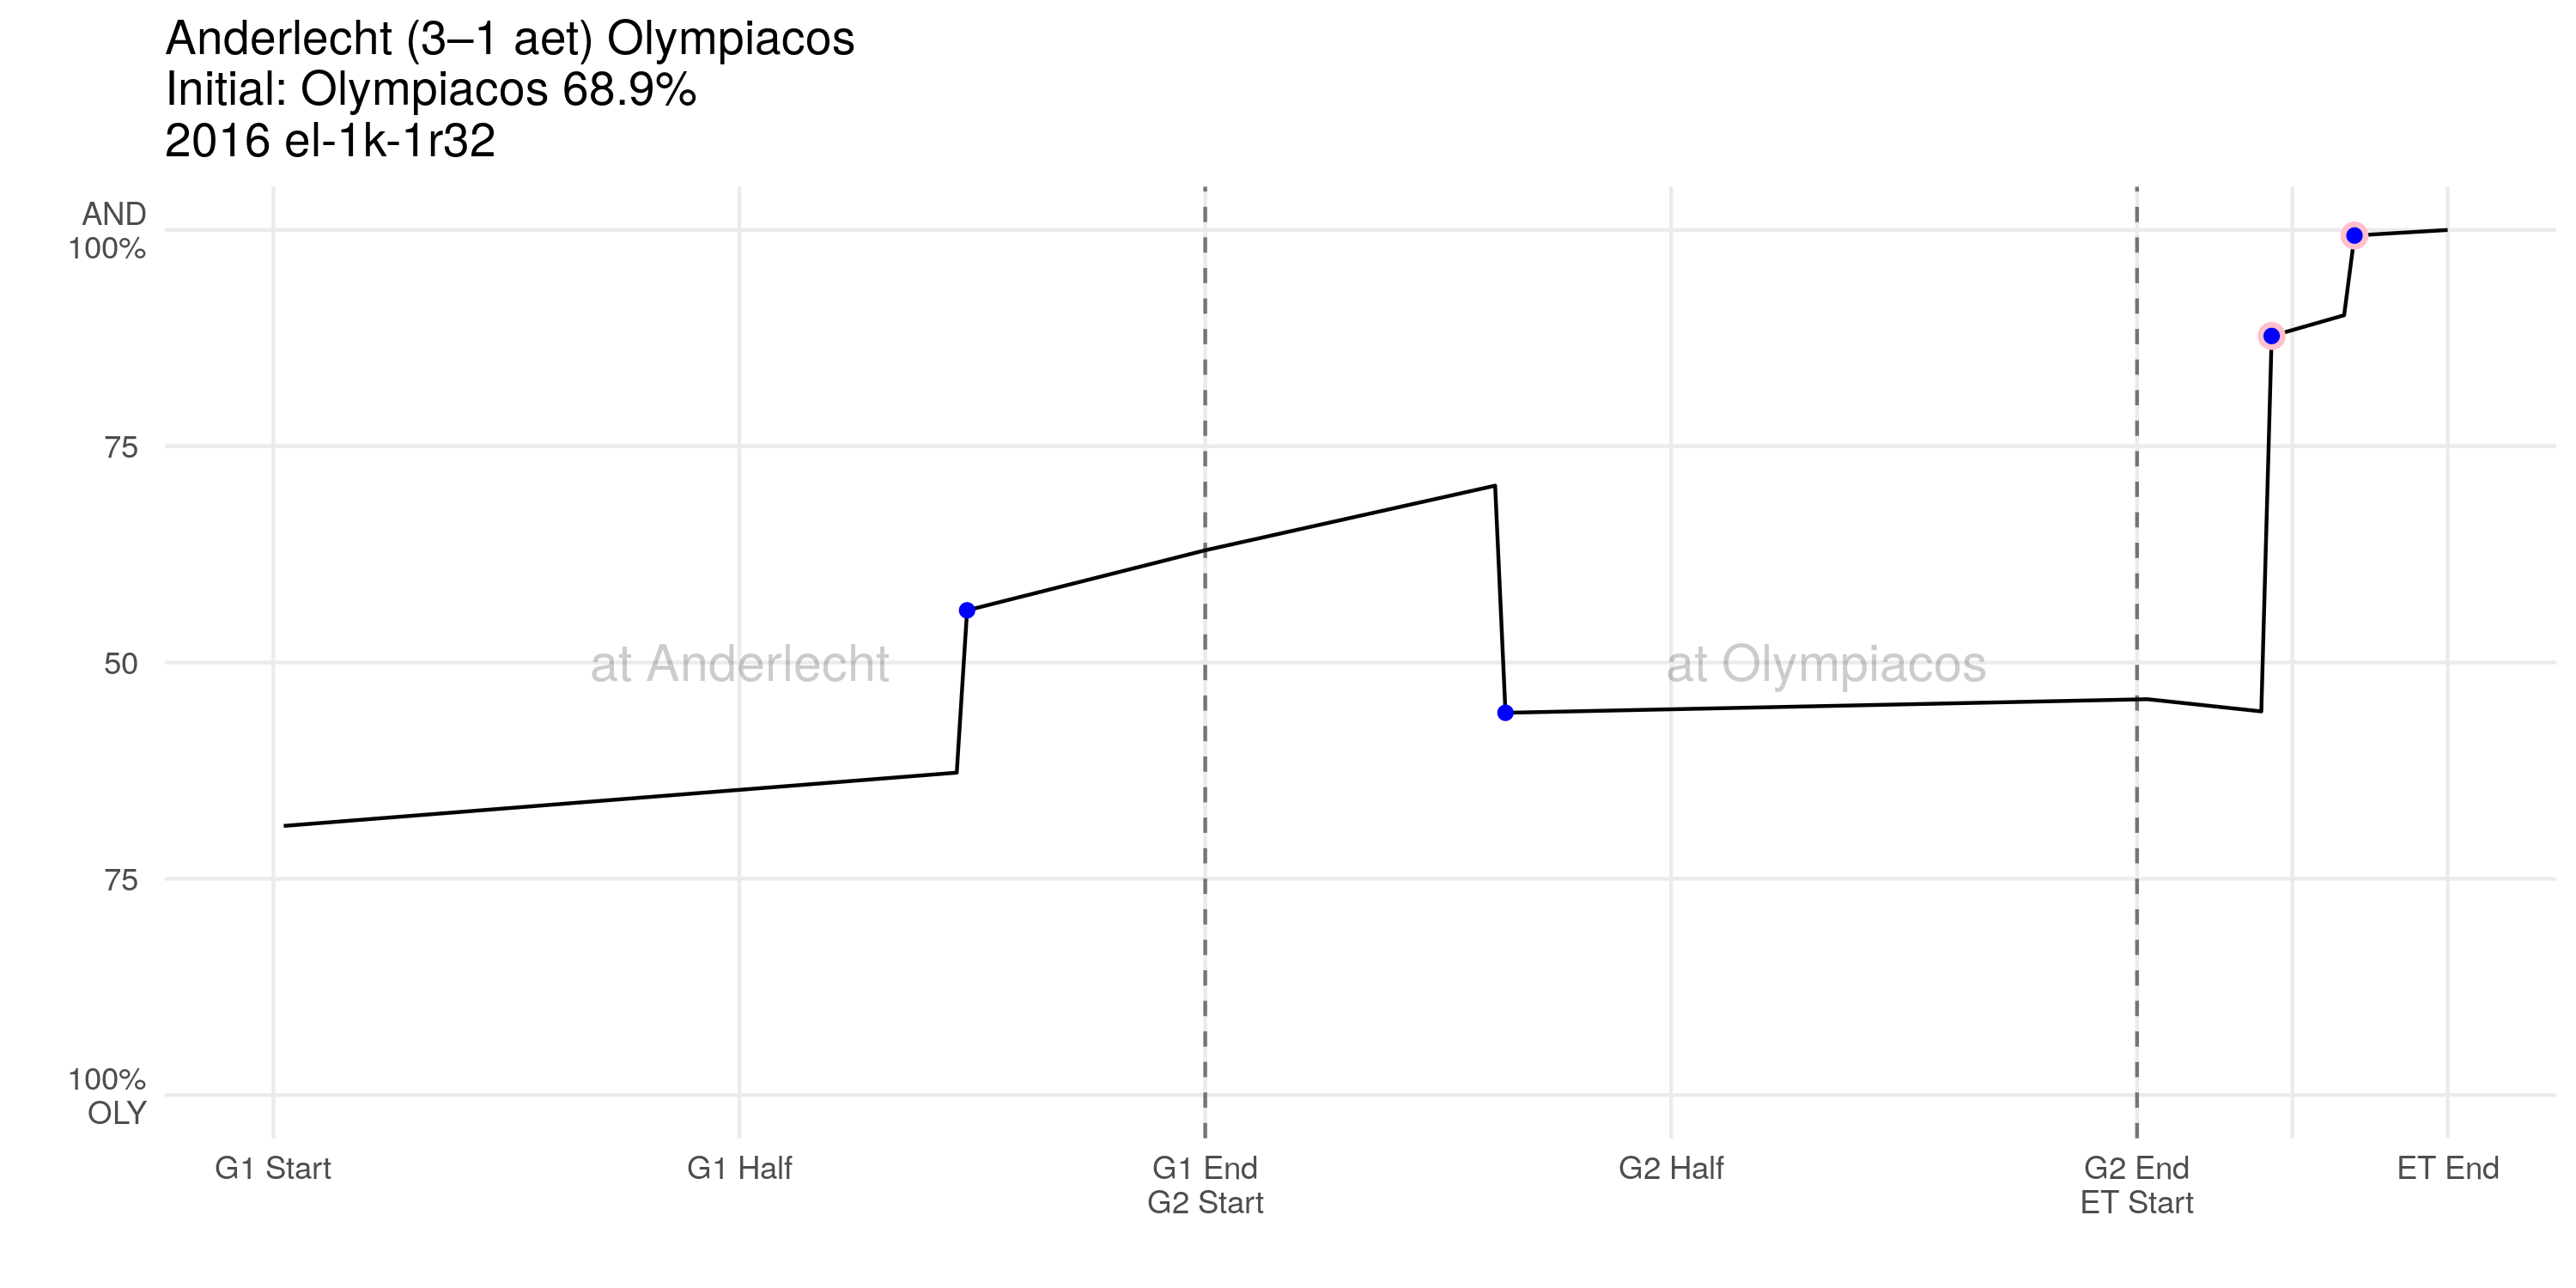 Anderlecht (3–1 aet) Olympiacos
Initial: Olympiacos 68.9%
2016 el-1k-1r32
AND
100%
75
50
75
100%
OLY
at Anderlecht
at Olympiacos
G1 Start
G1 Half
G1 End
G2 Start
G2 Half
G2 End
ET Start
ET End